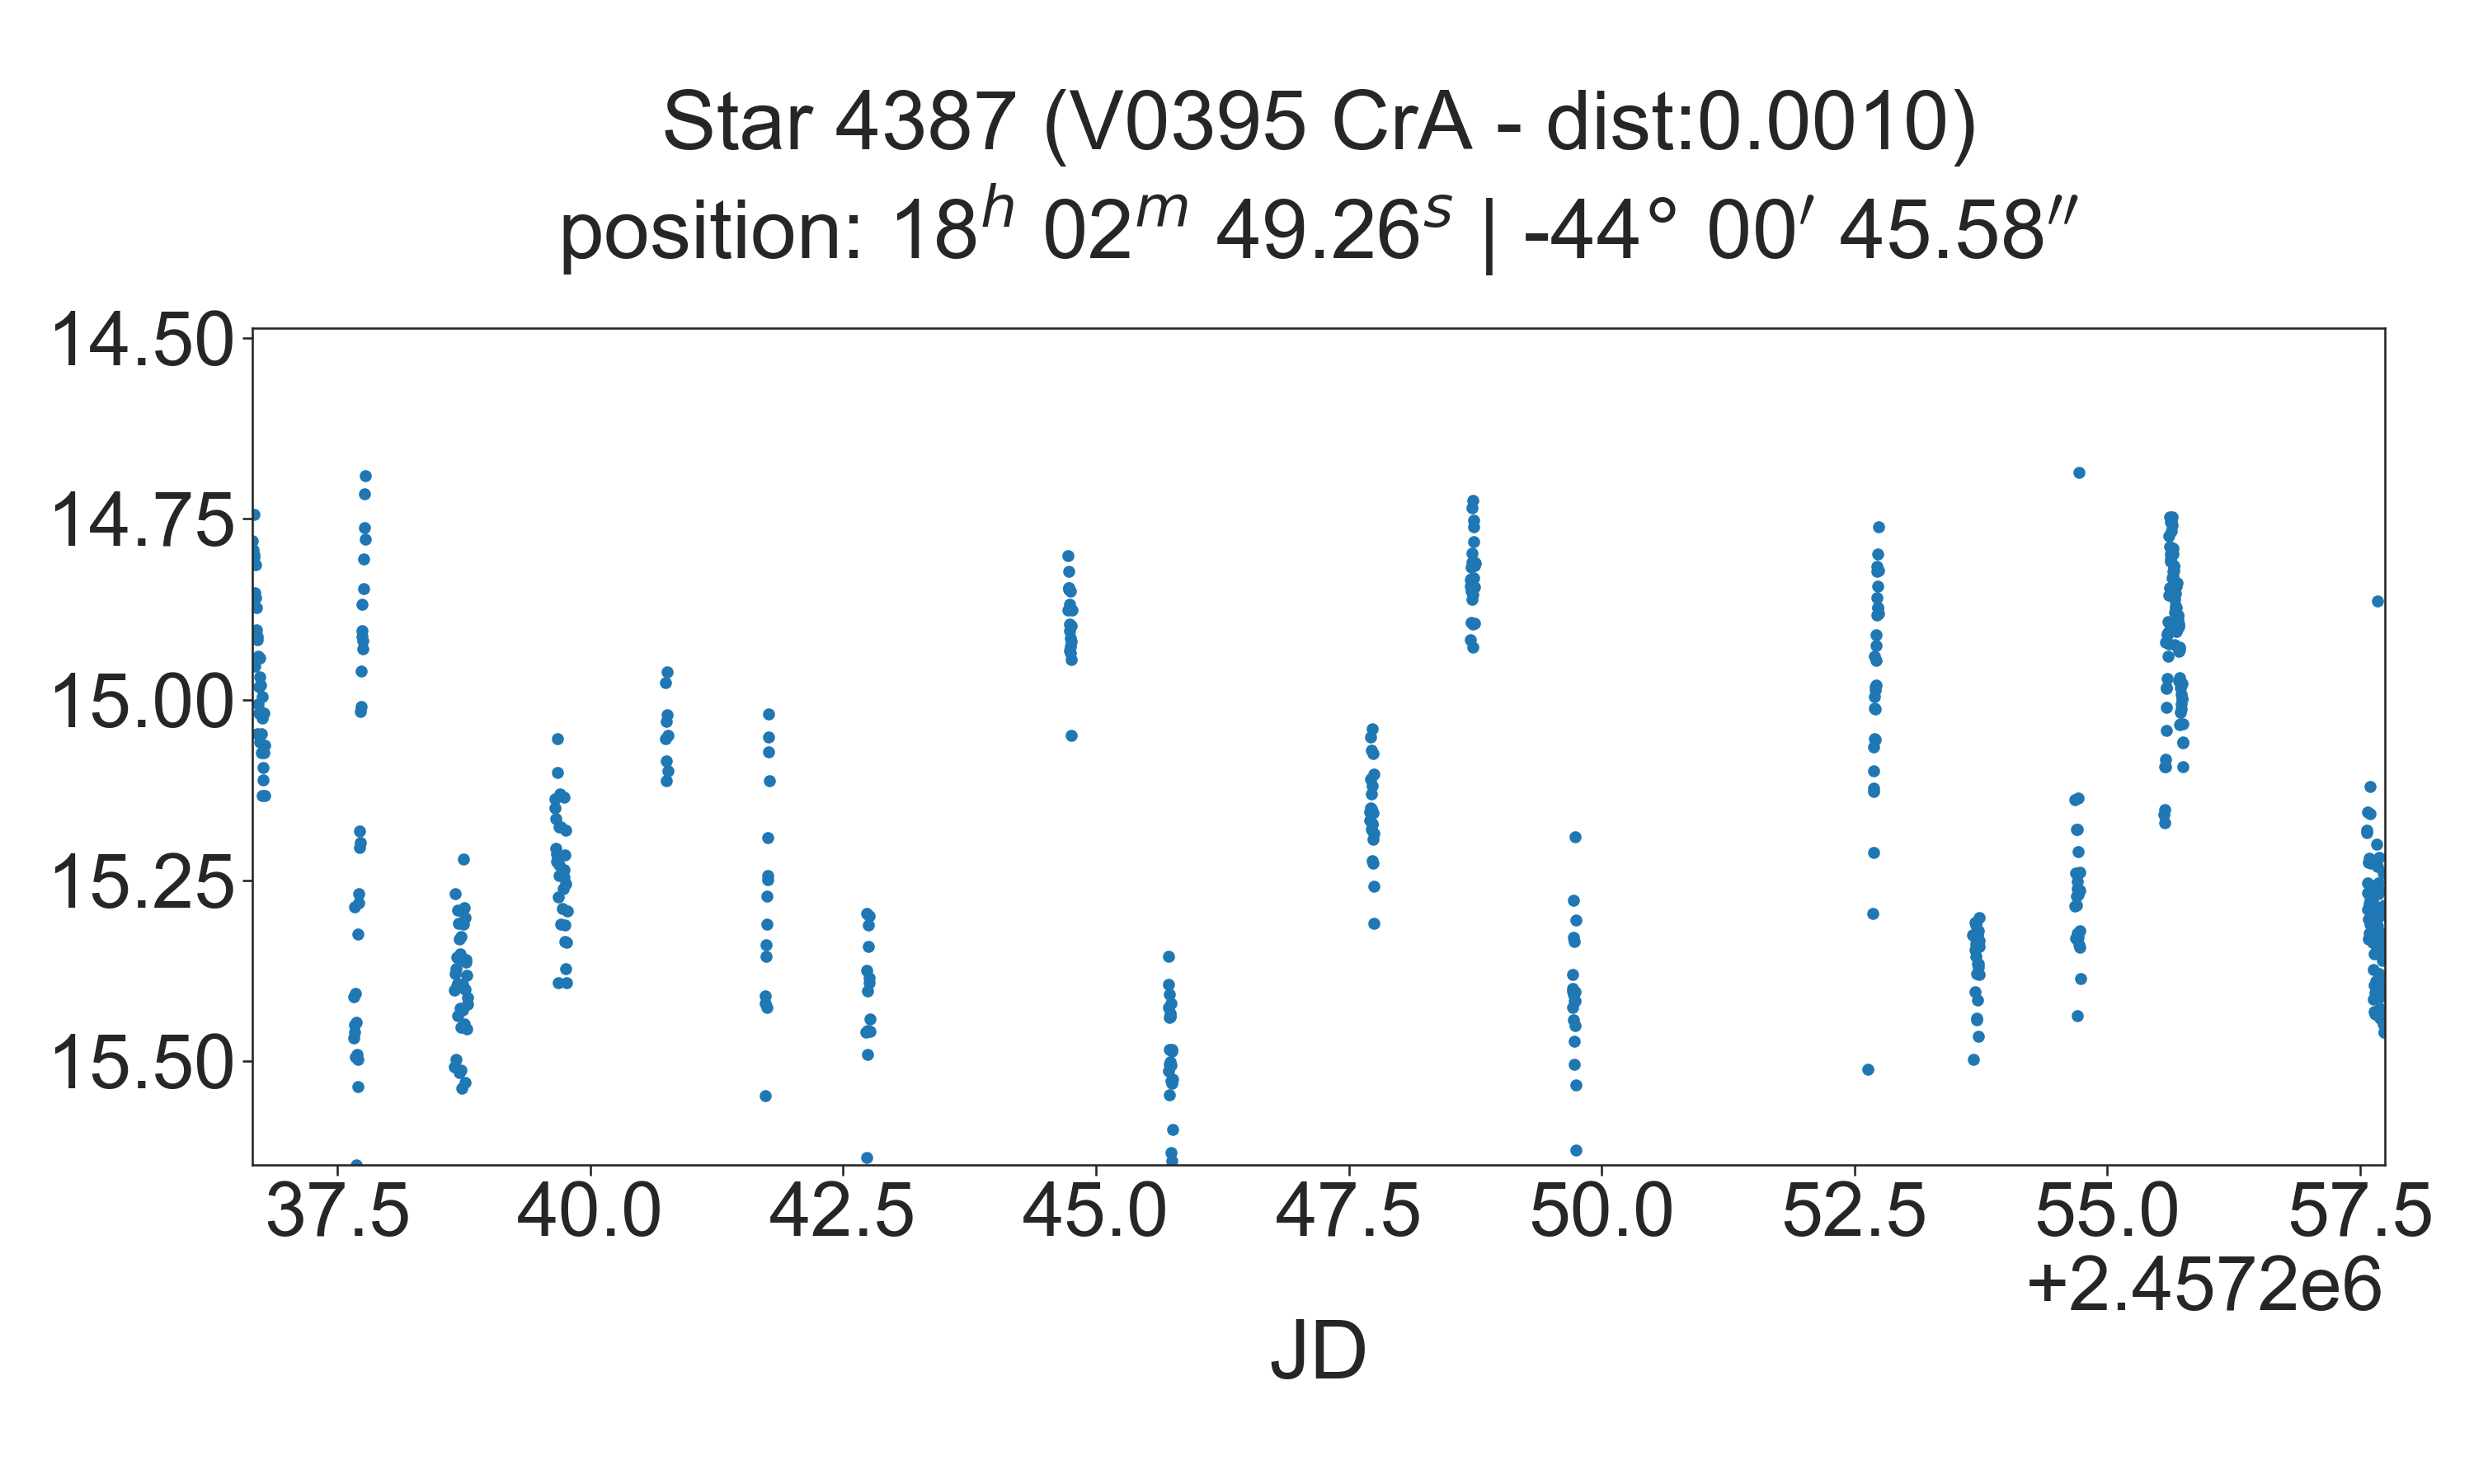 Star 4387 (V0395 CrA - dist:0.0010)
position: 18ʰ 02ᵐ 49.26ˢ | -44° 00′ 45.58″
14.50
14.75
15.00
15.25
15.50
37.5 40.0 42.5 45.0 47.5 50.0 52.5 55.0 57.5
+2.4572e6
JD